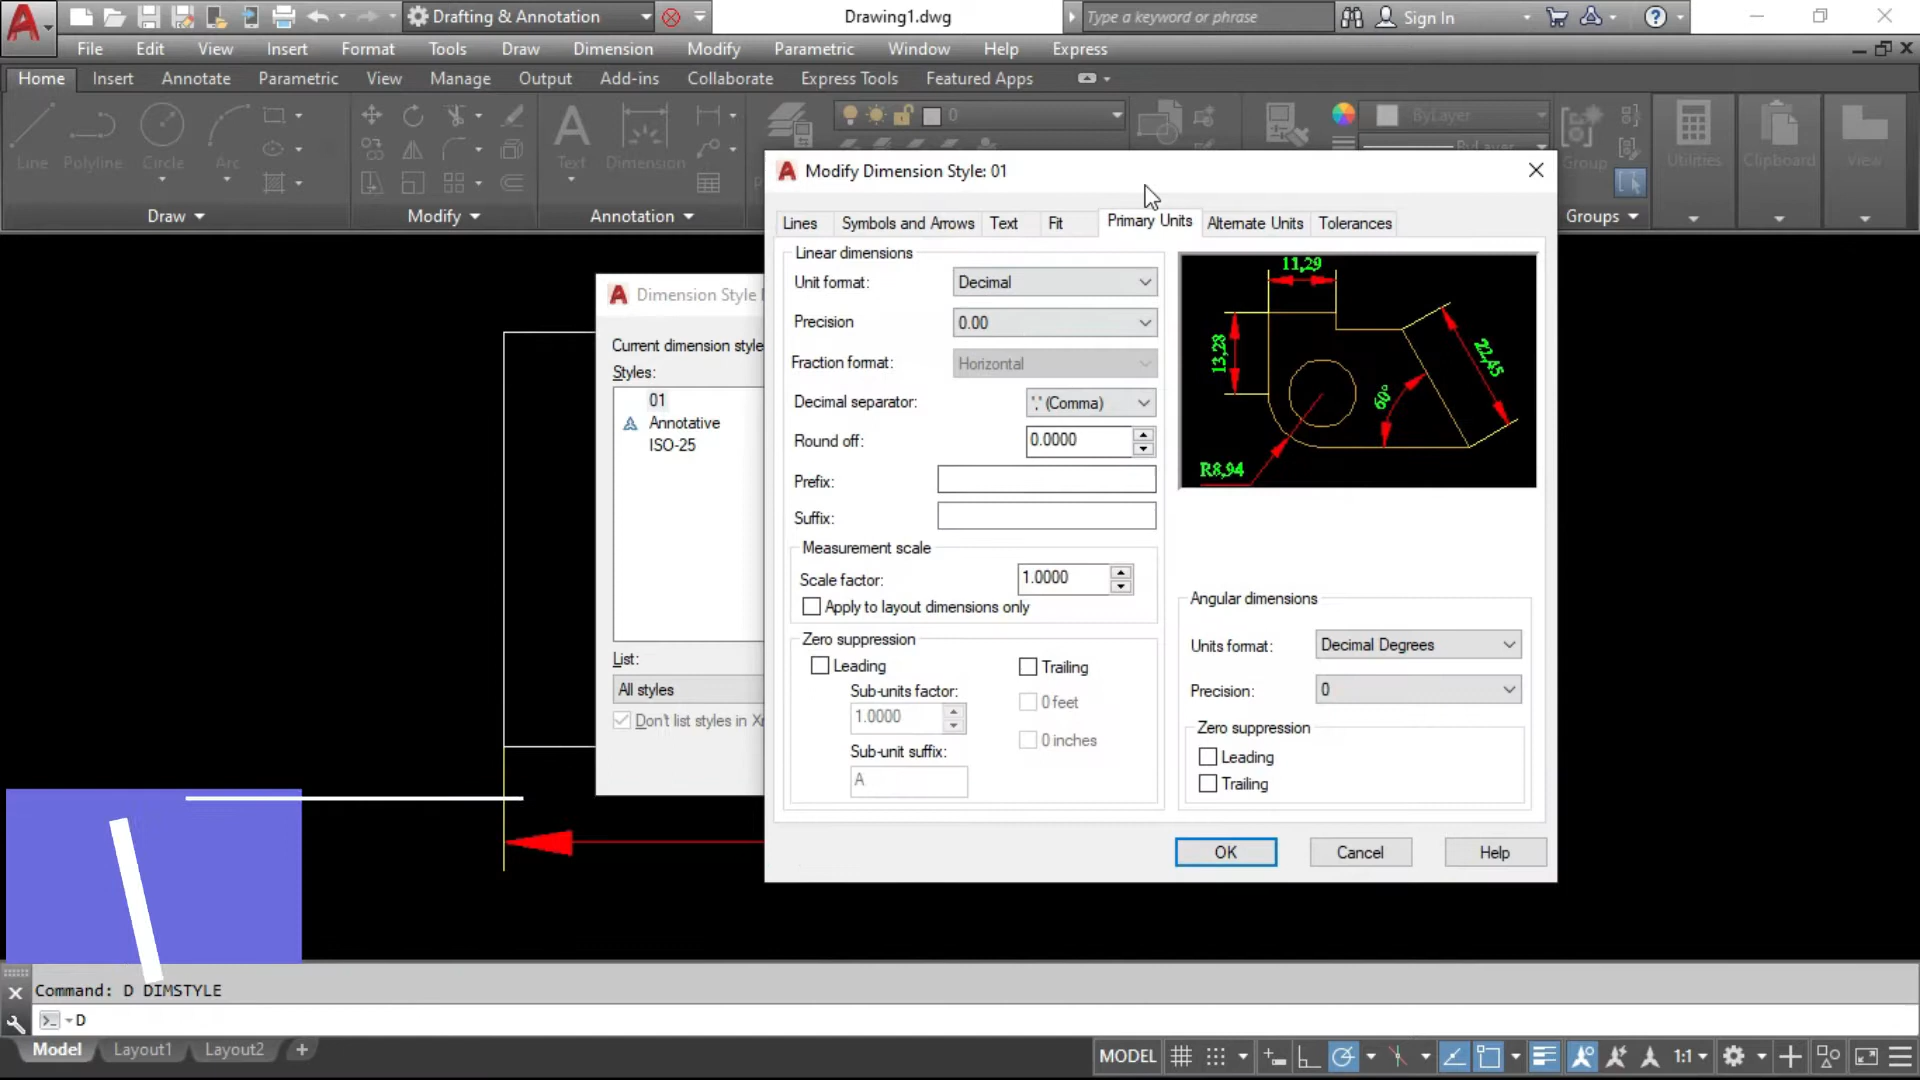 Drafting & Annotation
Drawing1.dwg
Type a keyword or phrase
Sign In
File Edit View Insert Format Tools Draw Dimension Modify Parametric Window Help Express
Home Insert Annotate Parametric View Manage Output Add-ins Collaborate Express Tools Featured Apps
0
ByLayer
ByLayer
Line Polyline Circle Arc
Text Dimension
Group Utilities Clipboard View
Draw Modify Annotation Groups
Modify Dimension Style: 01
Lines Symbols and Arrows Text Fit Primary Units Alternate Units Tolerances
Linear dimensions
Unit format: Decimal
Precision 0.00
Fraction format: Horizontal
Decimal separator: ',' (Comma)
Round off: 0.0000
Prefix:
Suffix:
Measurement scale
Scale factor: 1.0000
Apply to layout dimensions only
Zero suppression
Leading Trailing
Sub-units factor:
1.0000
0 feet
Sub-unit suffix:
0 inches
A
11,29
13,28
22,45
60°
R8,94
Angular dimensions
Units format: Decimal Degrees
Precision: 0
Zero suppression
Leading
Trailing
OK Cancel Help
Dimension Style
Current dimension style
Styles:
01
Annotative
ISO-25
List:
All styles
Don't list styles in
Command: D DIMSTYLE
D
Model Layout1 Layout2 +
MODEL 1:1